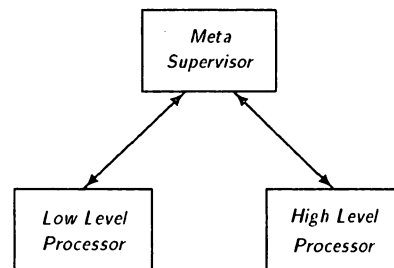 Meta
Supervisor
Low Level
Processor
High Level
Processor